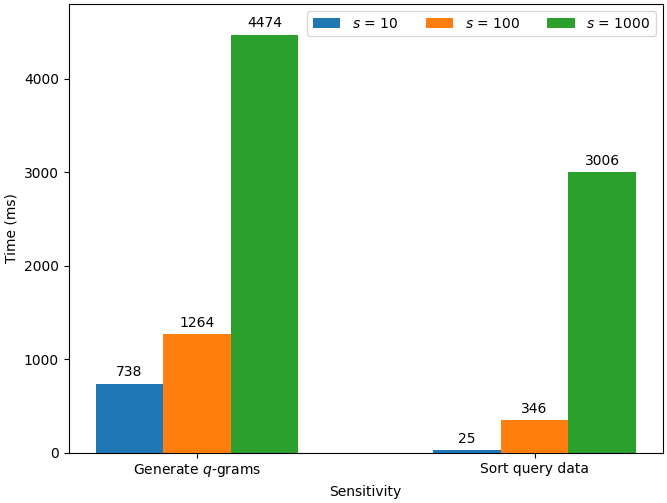 s = 10 s = 100 s = 1000
4474
4000
3006
3000
2000
1264
1000
738
346
25
0
Time (ms)
Generate q-grams Sort query data
Sensitivity